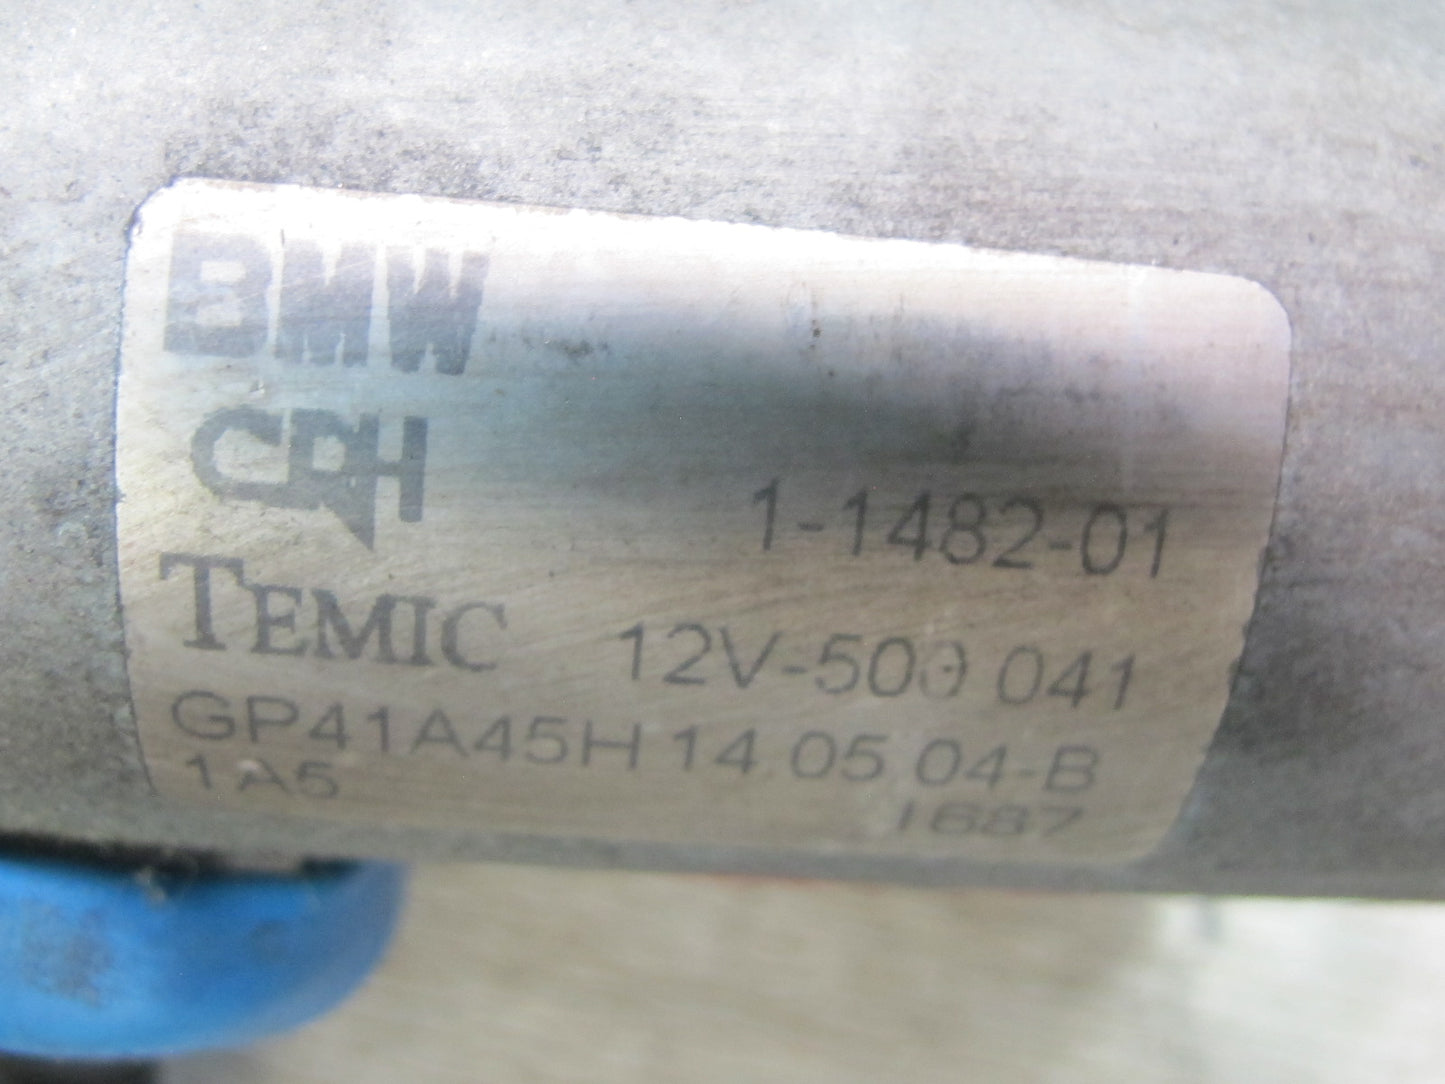 BMW
CPH
1-1482-01
TEMIC 12V-500 041
GP41A45H 14 05 04-B
1A5 1687